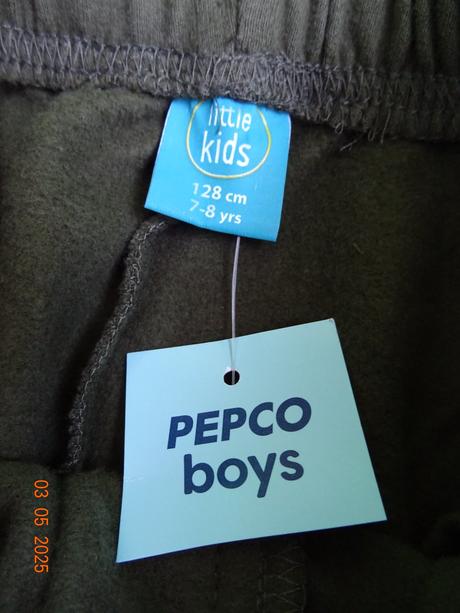 little
kids
128 cm
7-8 yrs
PEPCO
boys
03 05 2025